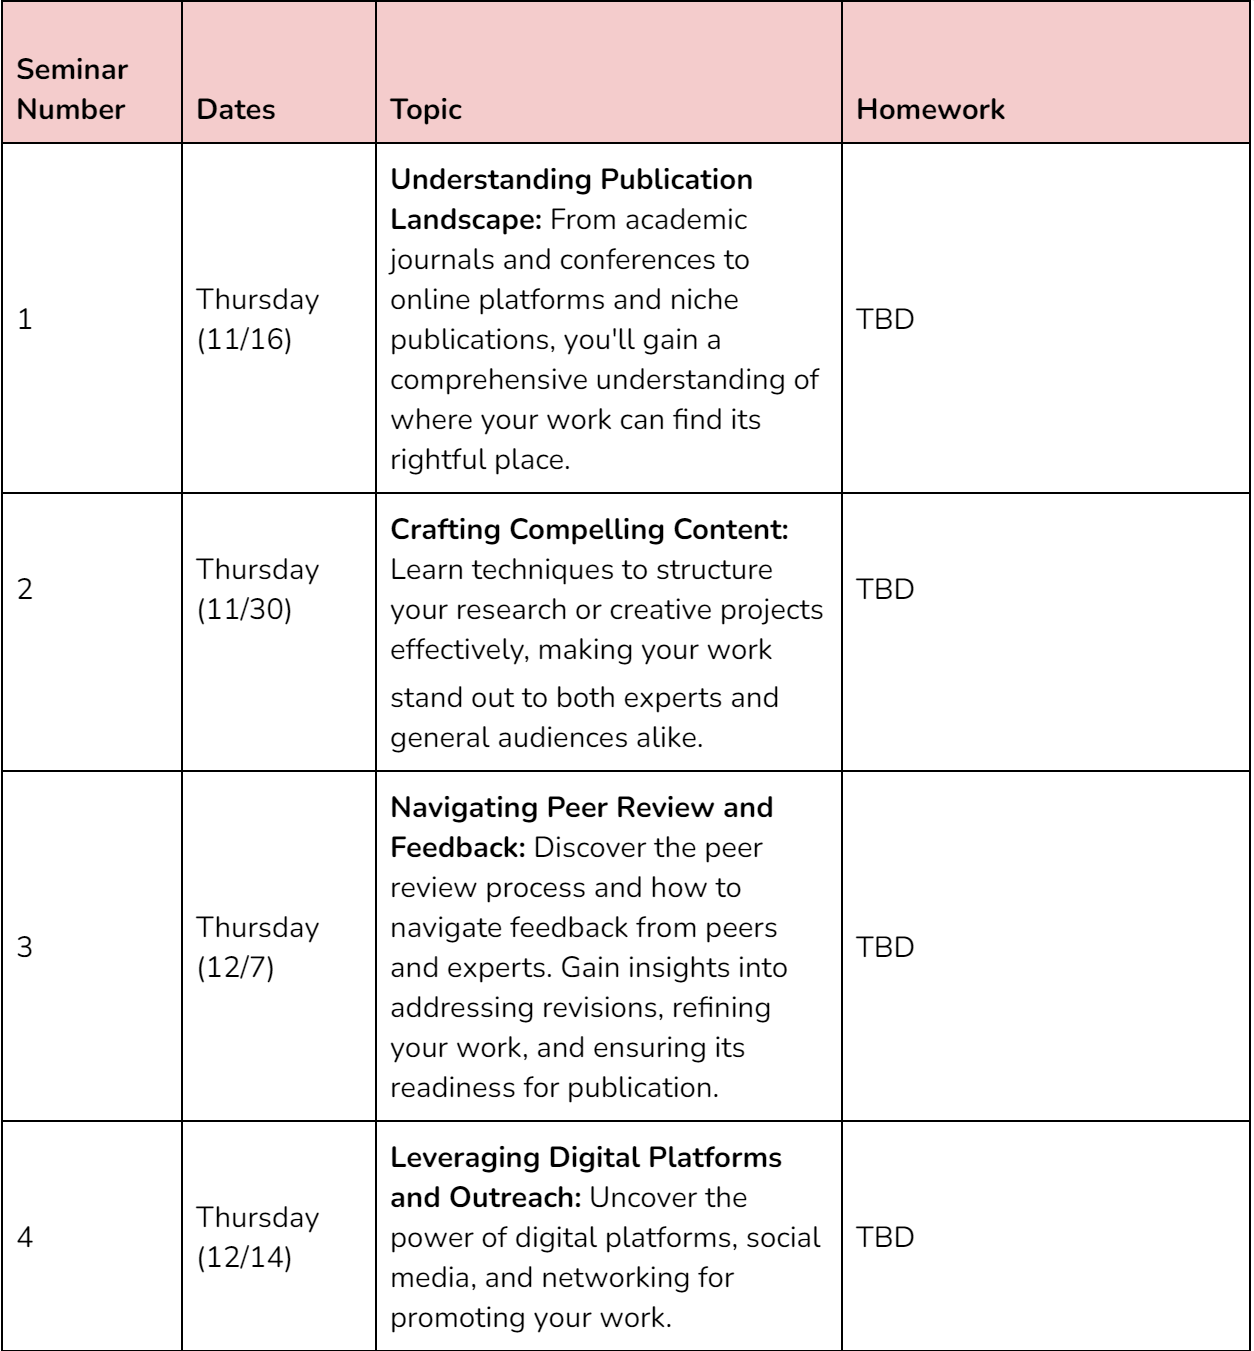 Seminar
Number
Dates
Topic
Homework
1
Thursday
(11/16)
Understanding Publication
Landscape: From academic
journals and conferences to
online platforms and niche
publications, you'll gain a
comprehensive understanding of
where your work can find its
rightful place.
TBD
2
Thursday
(11/30)
Crafting Compelling Content:
Learn techniques to structure
your research or creative projects
effectively, making your work
stand out to both experts and
general audiences alike.
TBD
3
Thursday
(12/7)
Navigating Peer Review and
Feedback: Discover the peer
review process and how to
navigate feedback from peers
and experts. Gain insights into
addressing revisions, refining
your work, and ensuring its
readiness for publication.
TBD
4
Thursday
(12/14)
Leveraging Digital Platforms
and Outreach: Uncover the
power of digital platforms, social
media, and networking for
promoting your work.
TBD